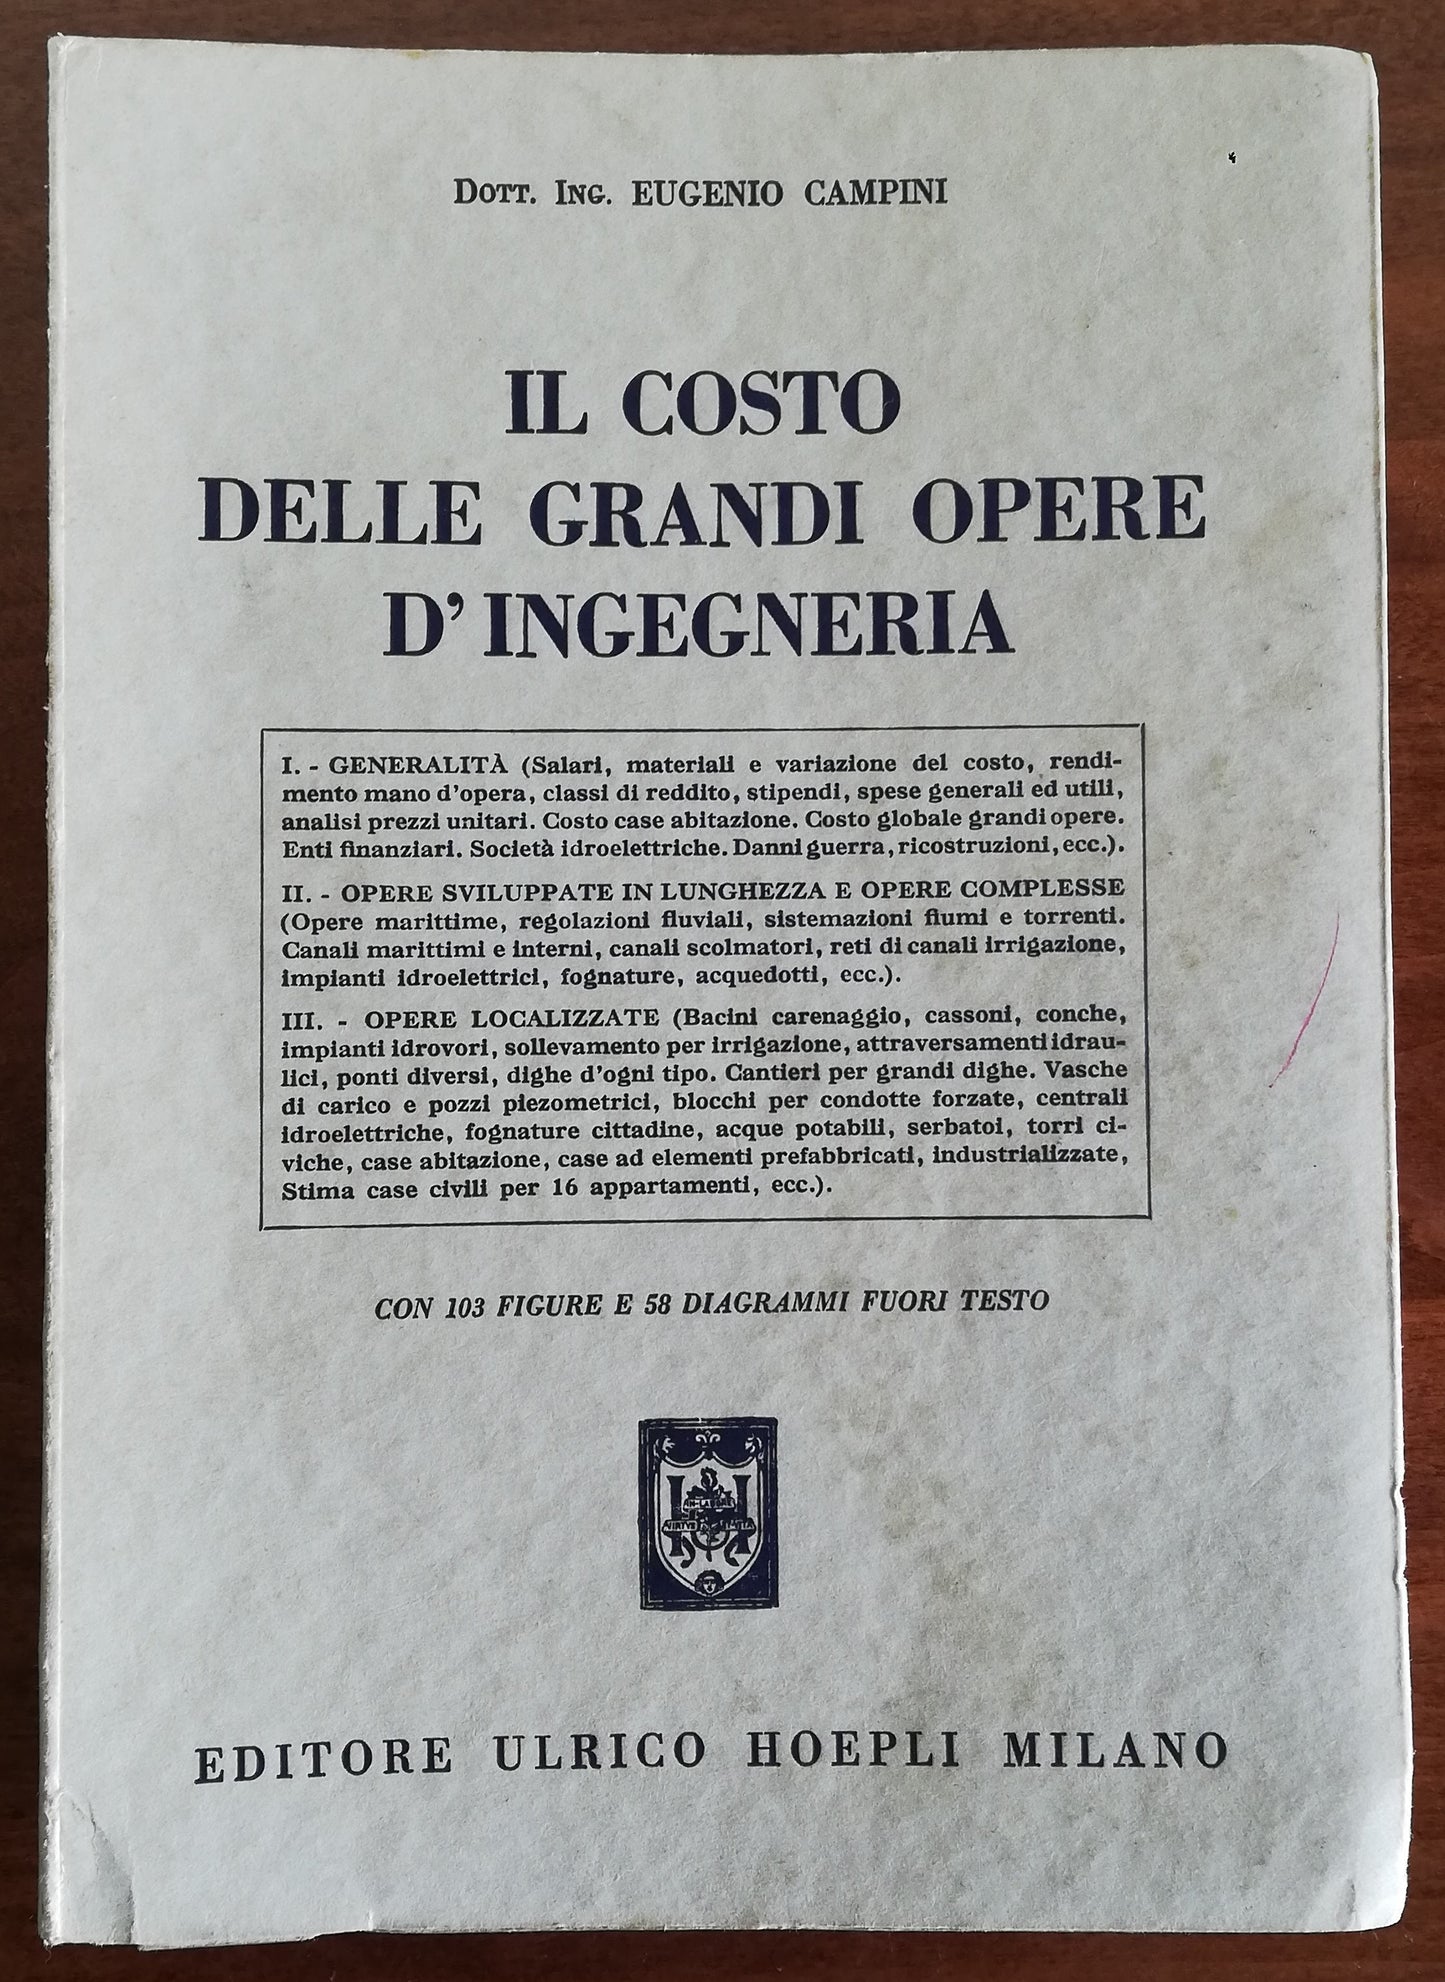 Dott. Ing. EUGENIO CAMPINI
IL COSTO
DELLE GRANDI OPERE
D'INGEGNERIA
I. - GENERALITÀ (Salari, materiali e variazione del costo, rendi-
mento mano d'opera, classi di reddito, stipendi, spese generali ed utili,
analisi prezzi unitari. Costo case abitazione. Costo globale grandi opere.
Enti finanziari. Società idroelettriche. Danni guerra, ricostruzioni, ecc.).
II. - OPERE SVILUPPATE IN LUNGHEZZA E OPERE COMPLESSE
(Opere marittime, regolazioni fluviali, sistemazioni fiumi e torrenti.
Canali marittimi e interni, canali scolmatori, reti di canali irrigazione,
impianti idroelettrici, fognature, acquedotti, ecc.).
III. - OPERE LOCALIZZATE (Bacini carenaggio, cassoni, conche,
impianti idrovori, sollevamento per irrigazione, attraversamenti idrau-
lici, ponti diversi, dighe d'ogni tipo. Cantieri per grandi dighe. Vasche
di carico e pozzi piezometrici, blocchi per condotte forzate, centrali
idroelettriche, fognature cittadine, acque potabili, serbatoi, torri ci-
viche, case abitazione, case ad elementi prefabbricati, industrializzate,
Stima case civili per 16 appartamenti, ecc.).
CON 103 FIGURE E 58 DIAGRAMMI FUORI TESTO
IN LABORE
VIRTUS ET VITA
EDITORE ULRICO HOEPLI MILANO